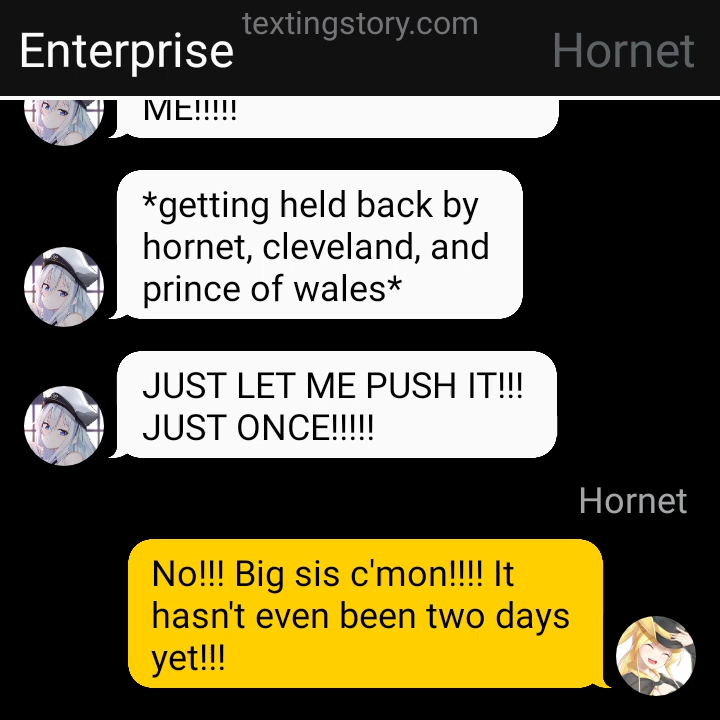 textingstory.com
Enterprise
Hornet
ME!!!!!
*getting held back by
hornet, cleveland, and
prince of wales*
JUST LET ME PUSH IT!!!
JUST ONCE!!!!!
Hornet
No!!! Big sis c'mon!!!! It
hasn't even been two days
yet!!!